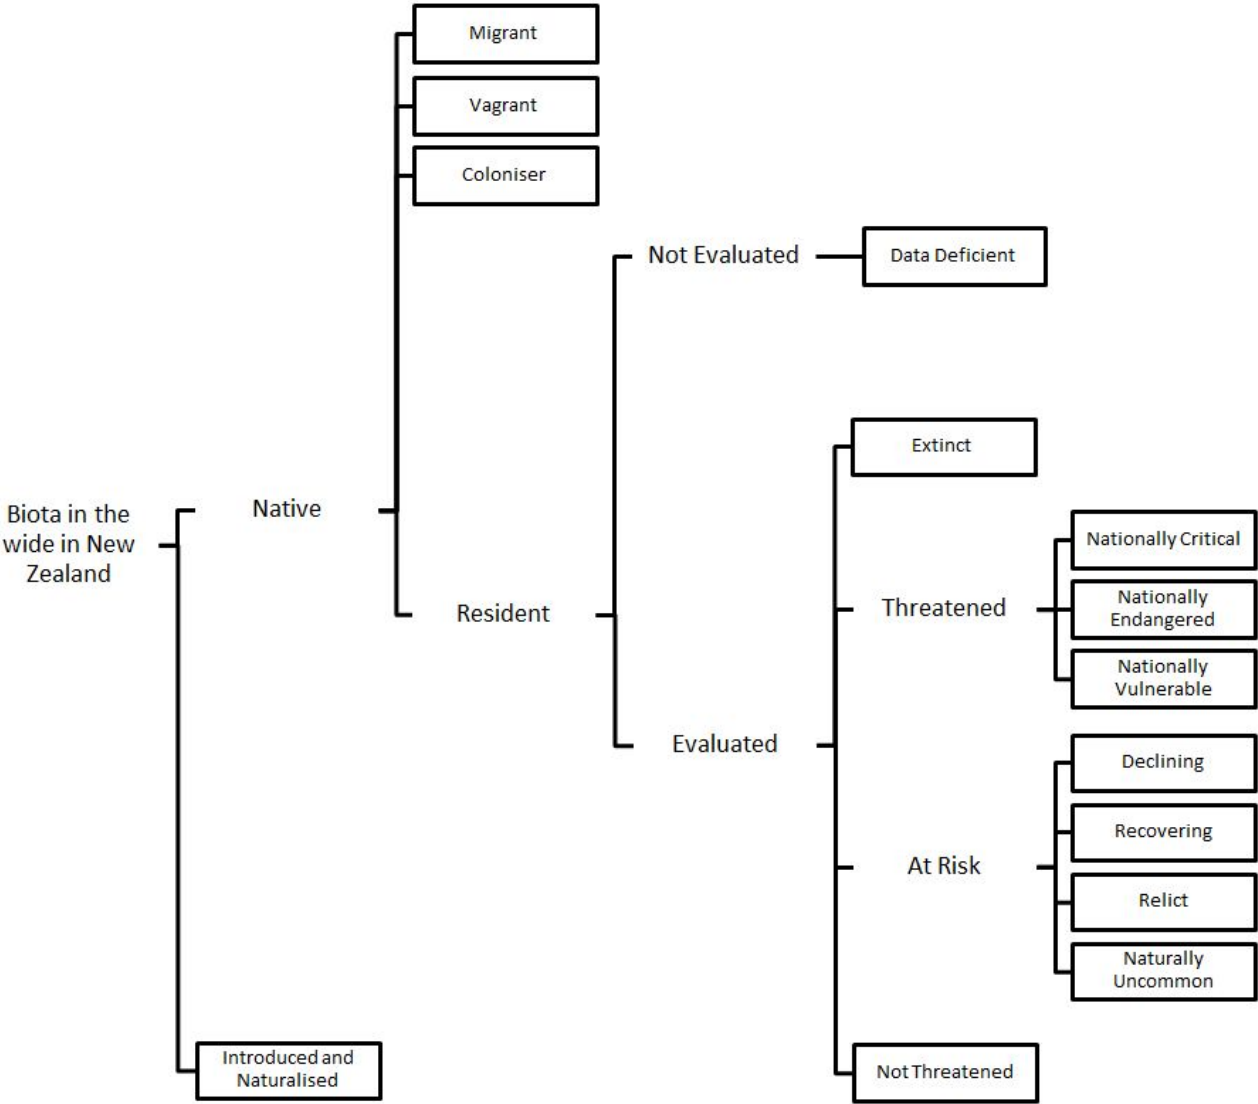 Migrant
Vagrant
Coloniser
Not Evaluated
Data Deficient
Extinct
Biota in the
wide in New
Zealand
Native
Nationally Critical
Nationally
Endangered
Nationally
Vulnerable
Threatened
Resident
Evaluated
Declining
Recovering
Relict
Naturally
Uncommon
At Risk
Introduced and
Naturalised
Not Threatened